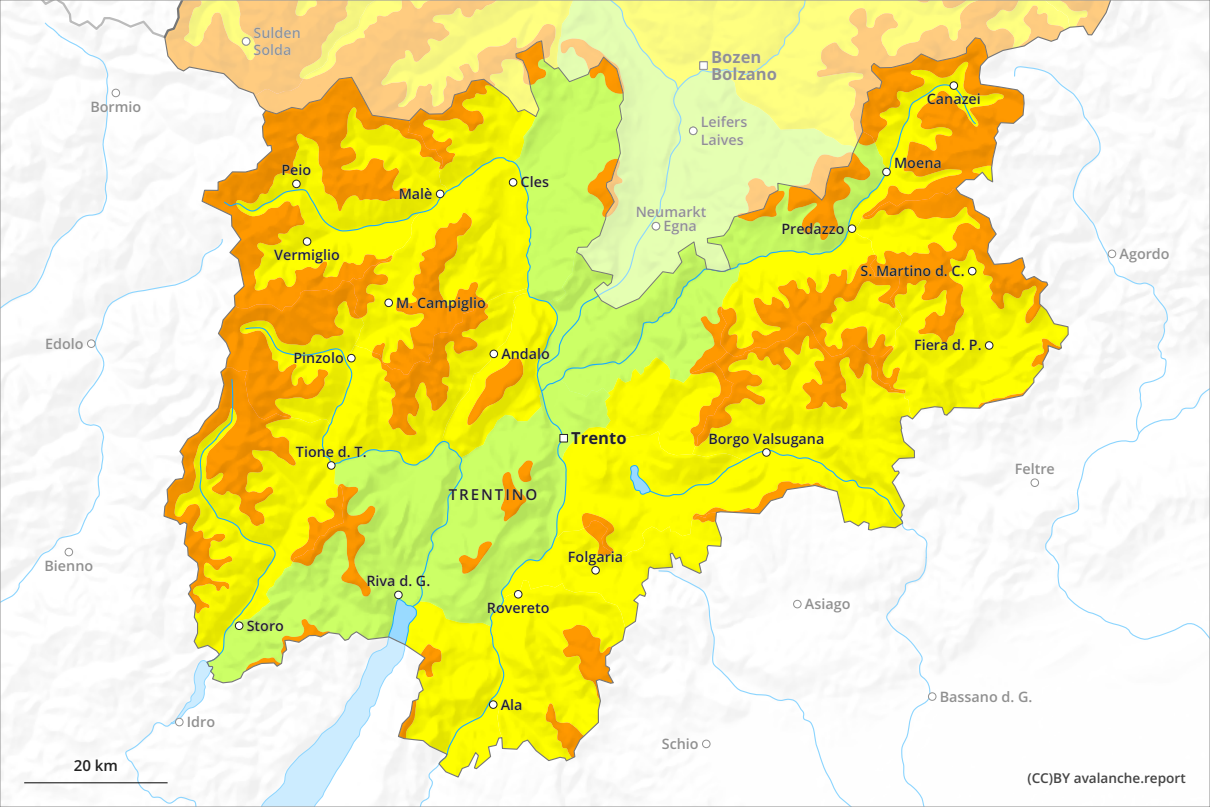 Sulden
Solda
Bozen
Bolzano
Bormio
Canazei
Leifers
Laives
Moena
Peio
Malè
Cles
Neumarkt
Egna
Predazzo
Vermiglio
Agordo
S. Martino d. C.
M. Campiglio
Edolo
Pinzolo
Andalo
Fiera d. P.
Trento
Borgo Valsugana
Tione d. T.
Feltre
TRENTINO
Bienno
Folgaria
Riva d. G.
Rovereto
Asiago
Storo
Bassano d. G.
Ala
Idro
Schio
20 km
(CC)BY avalanche.report